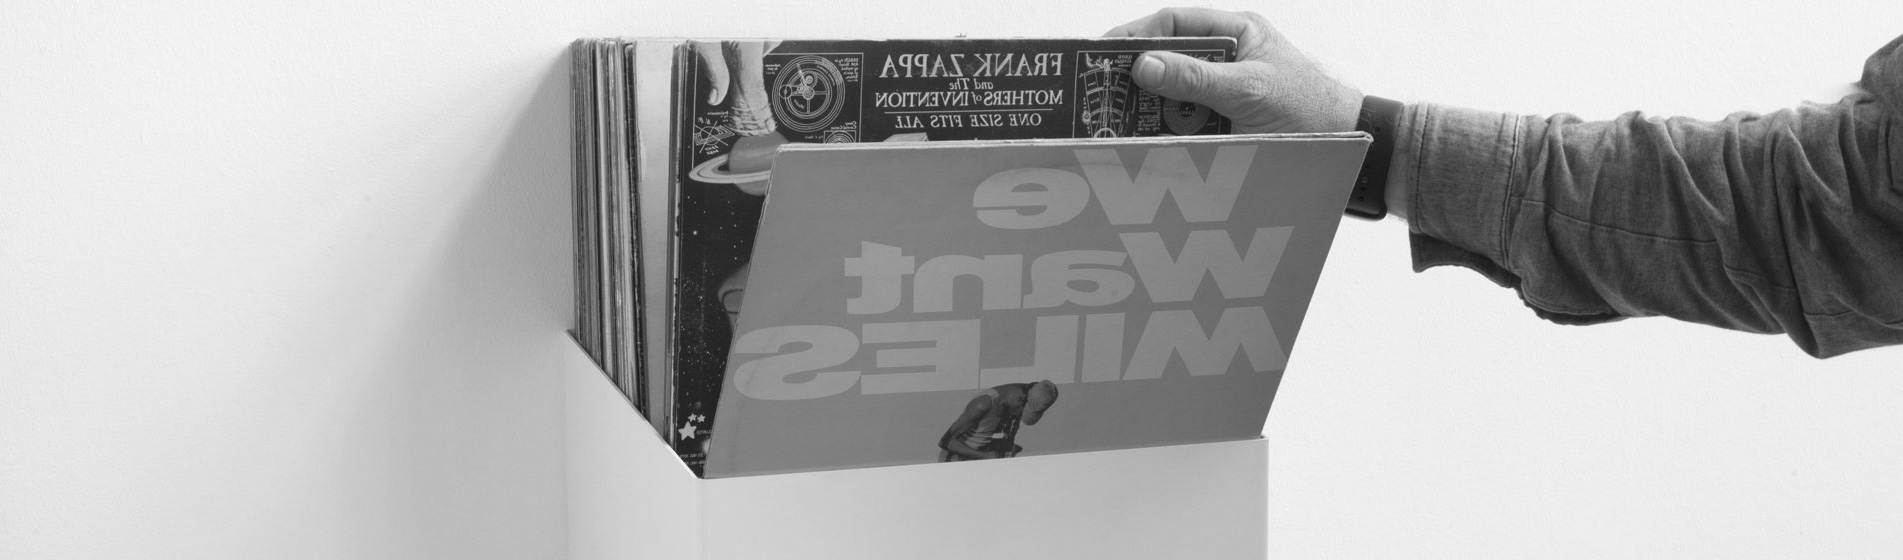 FRANK ZAPPA
and The
MOTHERS of INVENTION
ONE SIZE FITS ALL
We
Want
MILES